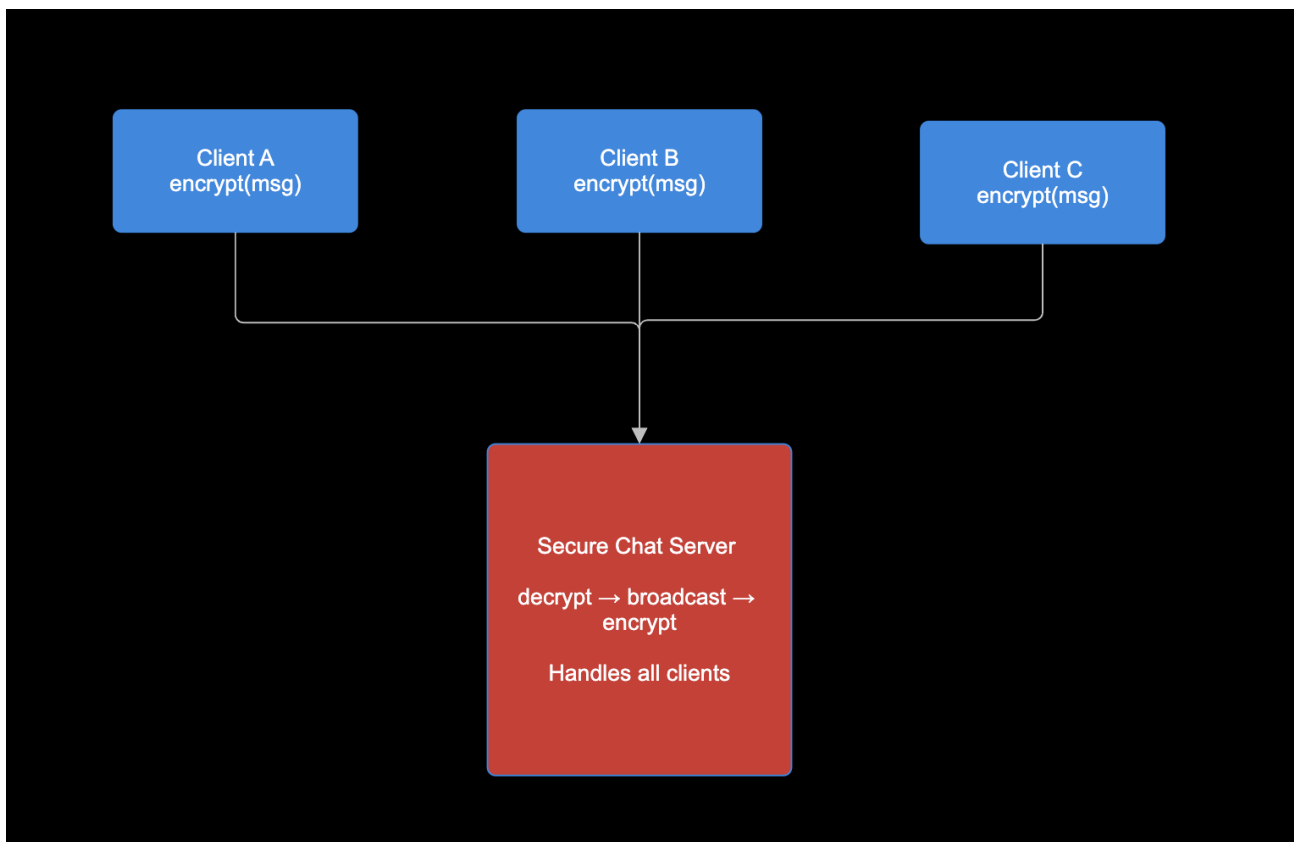 Client A
encrypt(msg)
Client B
encrypt(msg)
Client C
encrypt(msg)
Secure Chat Server
decrypt → broadcast →
encrypt
Handles all clients